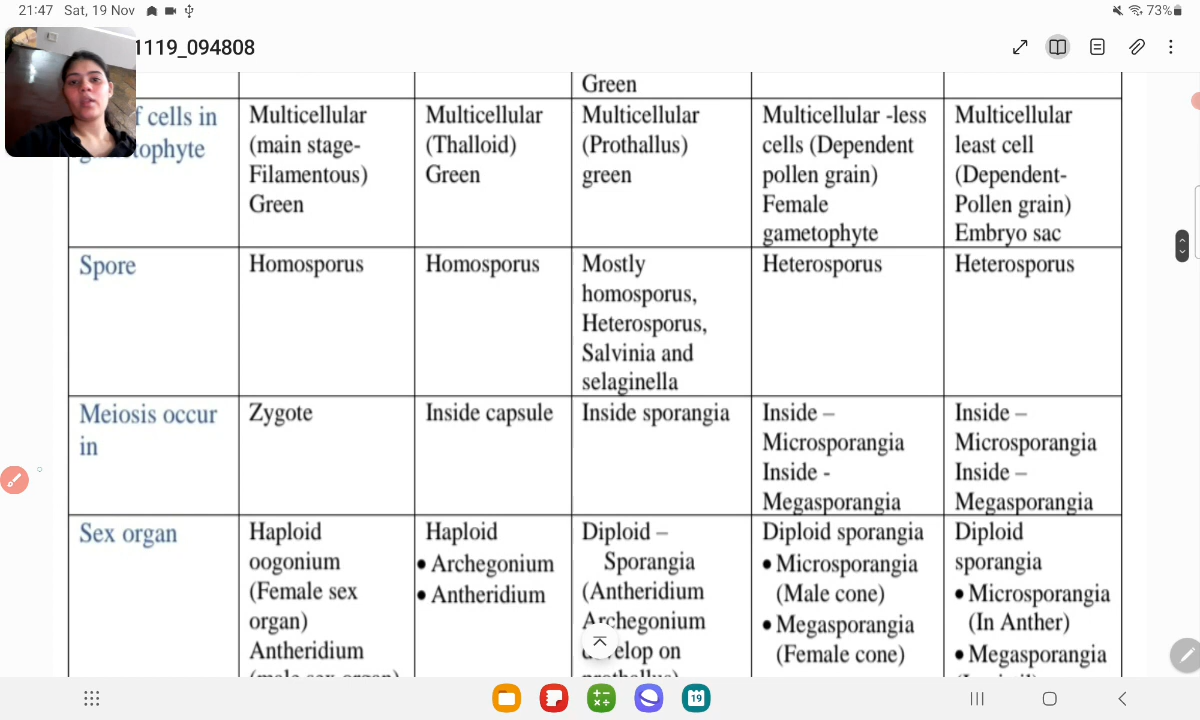 21:47 Sat, 19 Nov
73%
1119_094808
Green
f cells in
tophyte
Multicellular
(main stage-
Filamentous)
Green
Multicellular
(Thalloid)
Green
Multicellular
(Prothallus)
green
Multicellular -less
cells (Dependent
pollen grain)
Female
gametophyte
Multicellular
least cell
(Dependent-
Pollen grain)
Embryo sac
Spore
Homosporus
Homosporus
Mostly
homosporus,
Heterosporus,
Salvinia and
selaginella
Heterosporus
Heterosporus
Meiosis occur
in
Zygote
Inside capsule
Inside sporangia
Inside –
Microsporangia
Inside -
Megasporangia
Inside –
Microsporangia
Inside –
Megasporangia
Sex organ
Haploid
oogonium
(Female sex
organ)
Antheridium
(male sex organ)
Haploid
• Archegonium
• Antheridium
Diploid –
Sporangia
(Antheridium
Archegonium
elop on
prothallus)
Diploid sporangia
• Microsporangia
(Male cone)
• Megasporangia
(Female cone)
Diploid
sporangia
• Microsporangia
(In Anther)
• Megasporangia
19